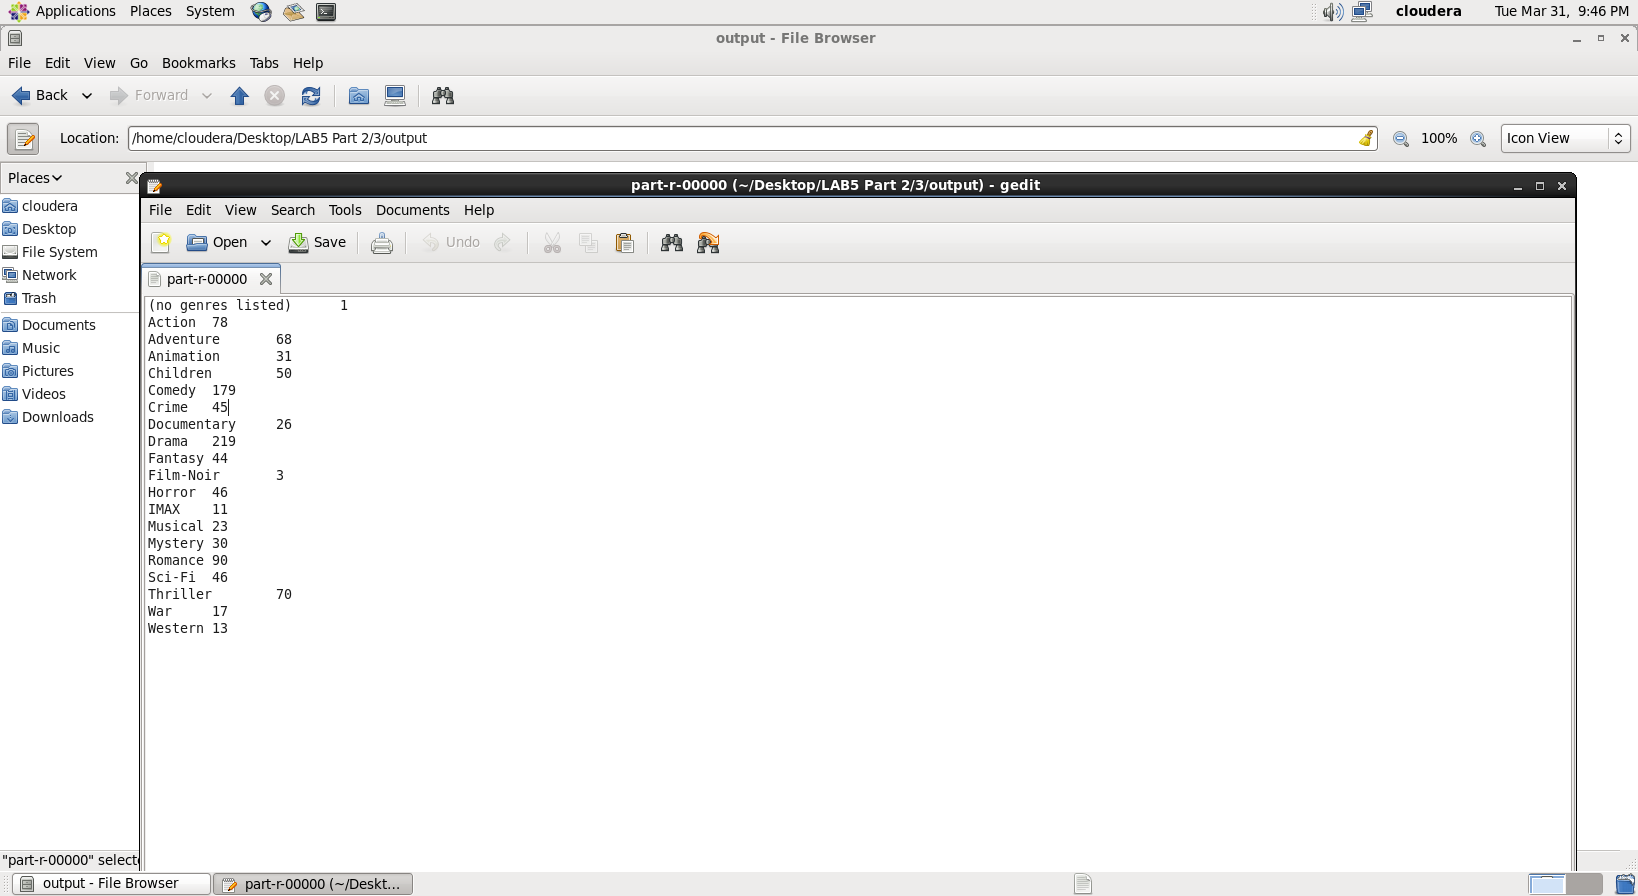 Applications Places System cloudera Tue Mar 31, 9:46 PM
output - File Browser
File Edit View Go Bookmarks Tabs Help
Back Forward
Location: /home/cloudera/Desktop/LAB5 Part 2/3/output 100% Icon View
Places
cloudera
Desktop
File System
Network
Trash
Documents
Music
Pictures
Videos
Downloads
part-r-00000 (~/Desktop/LAB5 Part 2/3/output) - gedit
File Edit View Search Tools Documents Help
Open Save Undo
part-r-00000
(no genres listed) 1
Action 78
Adventure 68
Animation 31
Children 50
Comedy 179
Crime 45
Documentary 26
Drama 219
Fantasy 44
Film-Noir 3
Horror 46
IMAX 11
Musical 23
Mystery 30
Romance 90
Sci-Fi 46
Thriller 70
War 17
Western 13
"part-r-00000" selecte
output - File Browser part-r-00000 (~/Deskt...